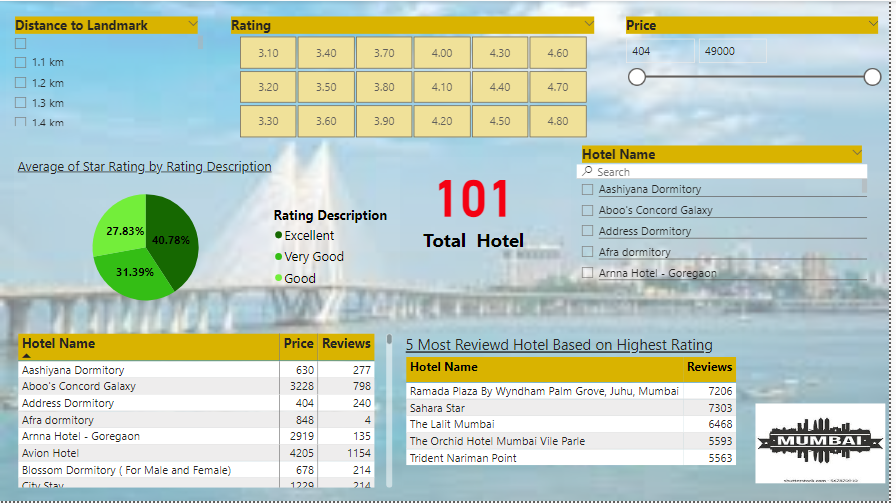 Distance to Landmark
1.1 km
1.2 km
1.3 km
1.4 km
Rating
3.10 3.40 3.70 4.00 4.30 4.60
3.20 3.50 3.80 4.10 4.40 4.70
3.30 3.60 3.90 4.20 4.50 4.80
Price
404 49000
Average of Star Rating by Rating Description
27.83%
40.78%
31.39%
Rating Description
Excellent
Very Good
Good
101
Total Hotel
Hotel Name
Search
Aashiyana Dormitory
Aboo's Concord Galaxy
Address Dormitory
Afra dormitory
Arnna Hotel - Goregaon
Hotel Name Price Reviews
Aashiyana Dormitory 630 277
Aboo's Concord Galaxy 3228 798
Address Dormitory 404 240
Afra dormitory 848 4
Arnna Hotel - Goregaon 2919 135
Avion Hotel 4205 1154
Blossom Dormitory ( For Male and Female) 678 214
City Stay 1229 214
5 Most Reviewd Hotel Based on Highest Rating
Hotel Name Reviews
Ramada Plaza By Wyndham Palm Grove, Juhu, Mumbai 7206
Sahara Star 7303
The Lalit Mumbai 6468
The Orchid Hotel Mumbai Vile Parle 5593
Trident Nariman Point 5563
MUMBAI